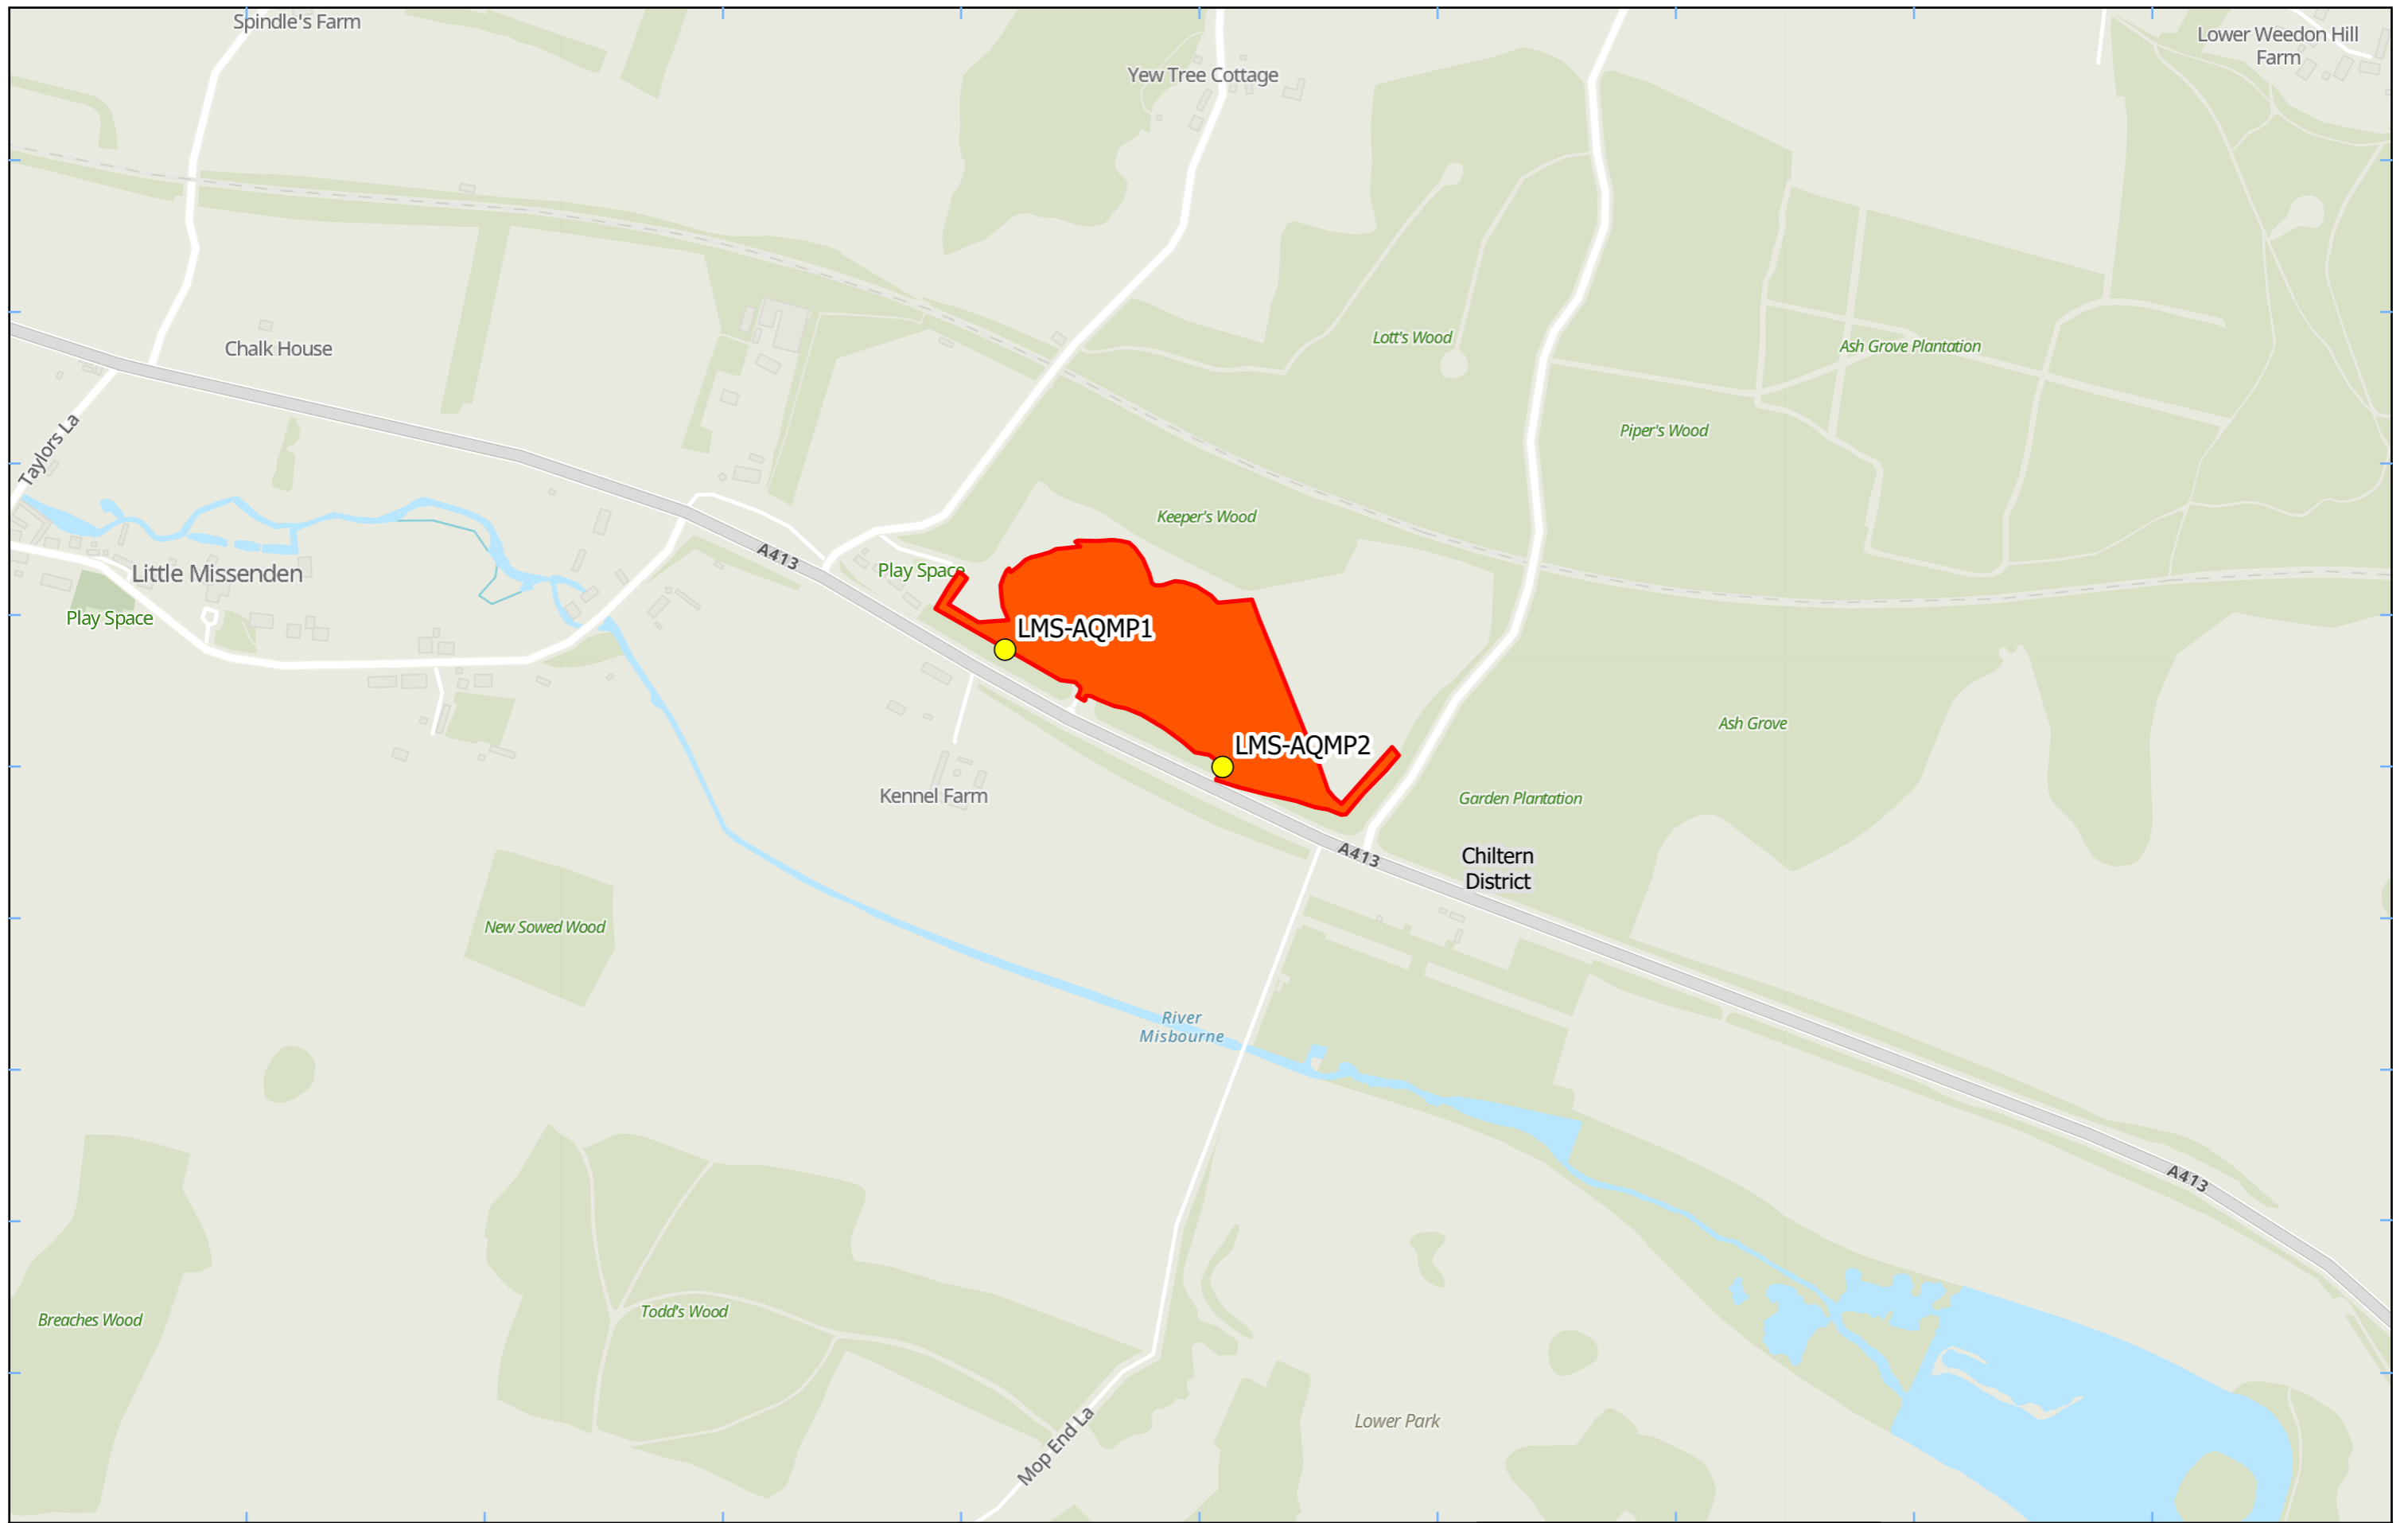 Spindle's Farm
Lower Weedon Hill
Farm
Yew Tree Cottage
Lott's Wood
Ash Grove Plantation
Chalk House
Taylors La
Piper's Wood
Keeper's Wood
A413
Play Space
Little Missenden
Play Space
LMS-AQMP1
Ash Grove
LMS-AQMP2
Kennel Farm
Garden Plantation
A413
Chiltern
District
New Sowed Wood
River
Misbourne
A413
Todd's Wood
Breaches Wood
Lower Park
Mop End La